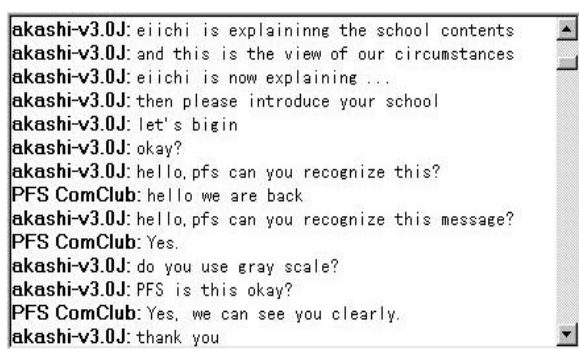 akashi-v3.0J: eiichi is explaininng the school contents
akashi-v3.0J: and this is the view of our circumstances
akashi-v3.0J: eiichi is now explaining ...
akashi-v3.0J: then please introduce your school
akashi-v3.0J: let's bigin
akashi-v3.0J: okay?
akashi-v3.0J: hello,pfs can you recognize this?
PFS ComClub: hello we are back
akashi-v3.0J: hello,pfs can you recognize this message?
PFS ComClub: Yes.
akashi-v3.0J: do you use gray scale?
akashi-v3.0J: PFS is this okay?
PFS ComClub: Yes, we can see you clearly.
akashi-v3.0J: thank you